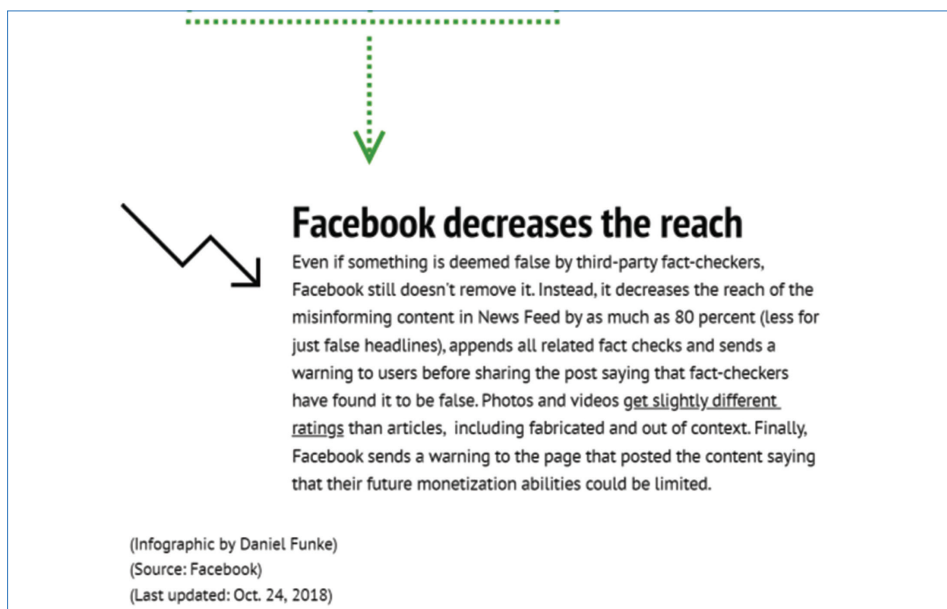 Facebook decreases the reach
Even if something is deemed false by third-party fact-checkers,
Facebook still doesn't remove it. Instead, it decreases the reach of the
misinforming content in News Feed by as much as 80 percent (less for
just false headlines), appends all related fact checks and sends a
warning to users before sharing the post saying that fact-checkers
have found it to be false. Photos and videos get slightly different
ratings than articles, including fabricated and out of context. Finally,
Facebook sends a warning to the page that posted the content saying
that their future monetization abilities could be limited.
(Infographic by Daniel Funke)
(Source: Facebook)
(Last updated: Oct. 24, 2018)